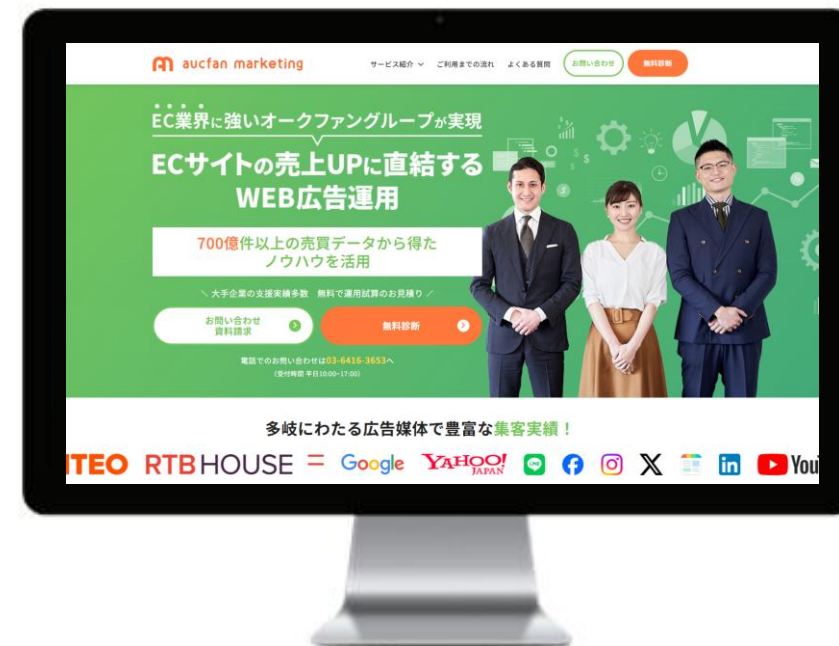 aucfan marketing
サービス紹介 ご利用までの流れ よくある質問 お問い合わせ 無料診断
EC業界に強いオークファングループが実現
ECサイトの売上UPに直結する
WEB広告運用
700億件以上の売買データから得た
ノウハウを活用
\ 大手企業の支援実績多数 無料で運用試算のお見積り /
お問い合わせ
資料請求
無料診断
電話でのお問い合わせは03-6416-3653へ
(受付時間 平日10:00~17:00)
多岐にわたる広告媒体で豊富な集客実績！
ITEO RTB HOUSE Google YAHOO! JAPAN LINE in YouT